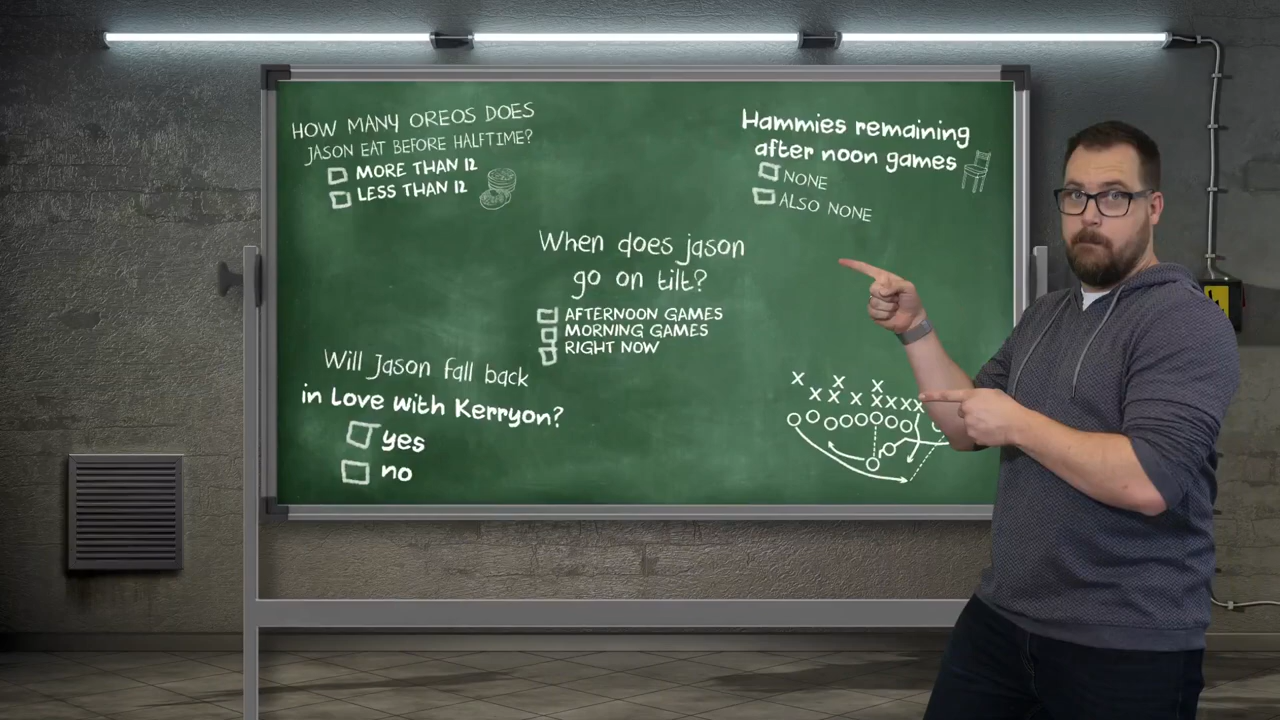 HOW MANY OREOS DOES
JASON EAT BEFORE HALFTIME?
MORE THAN 12
LESS THAN 12
Hammies remaining
after noon games
NONE
ALSO NONE
When does jason
go on tilt?
AFTERNOON GAMES
MORNING GAMES
RIGHT NOW
Will Jason fall back
in Love with Kerryon?
yes
no